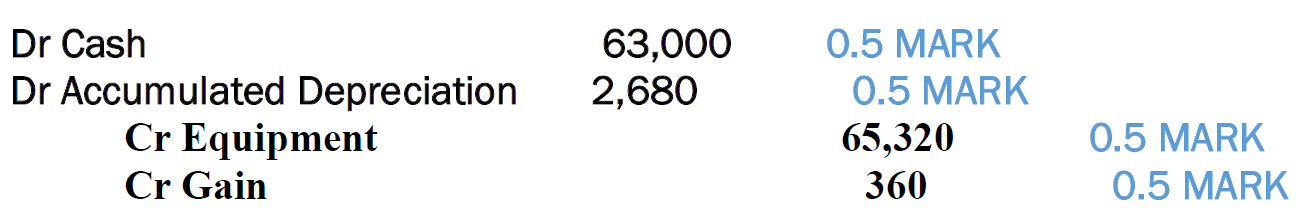 Dr Cash 63,000 0.5 MARK
Dr Accumulated Depreciation 2,680 0.5 MARK
Cr Equipment 65,320 0.5 MARK
Cr Gain 360 0.5 MARK